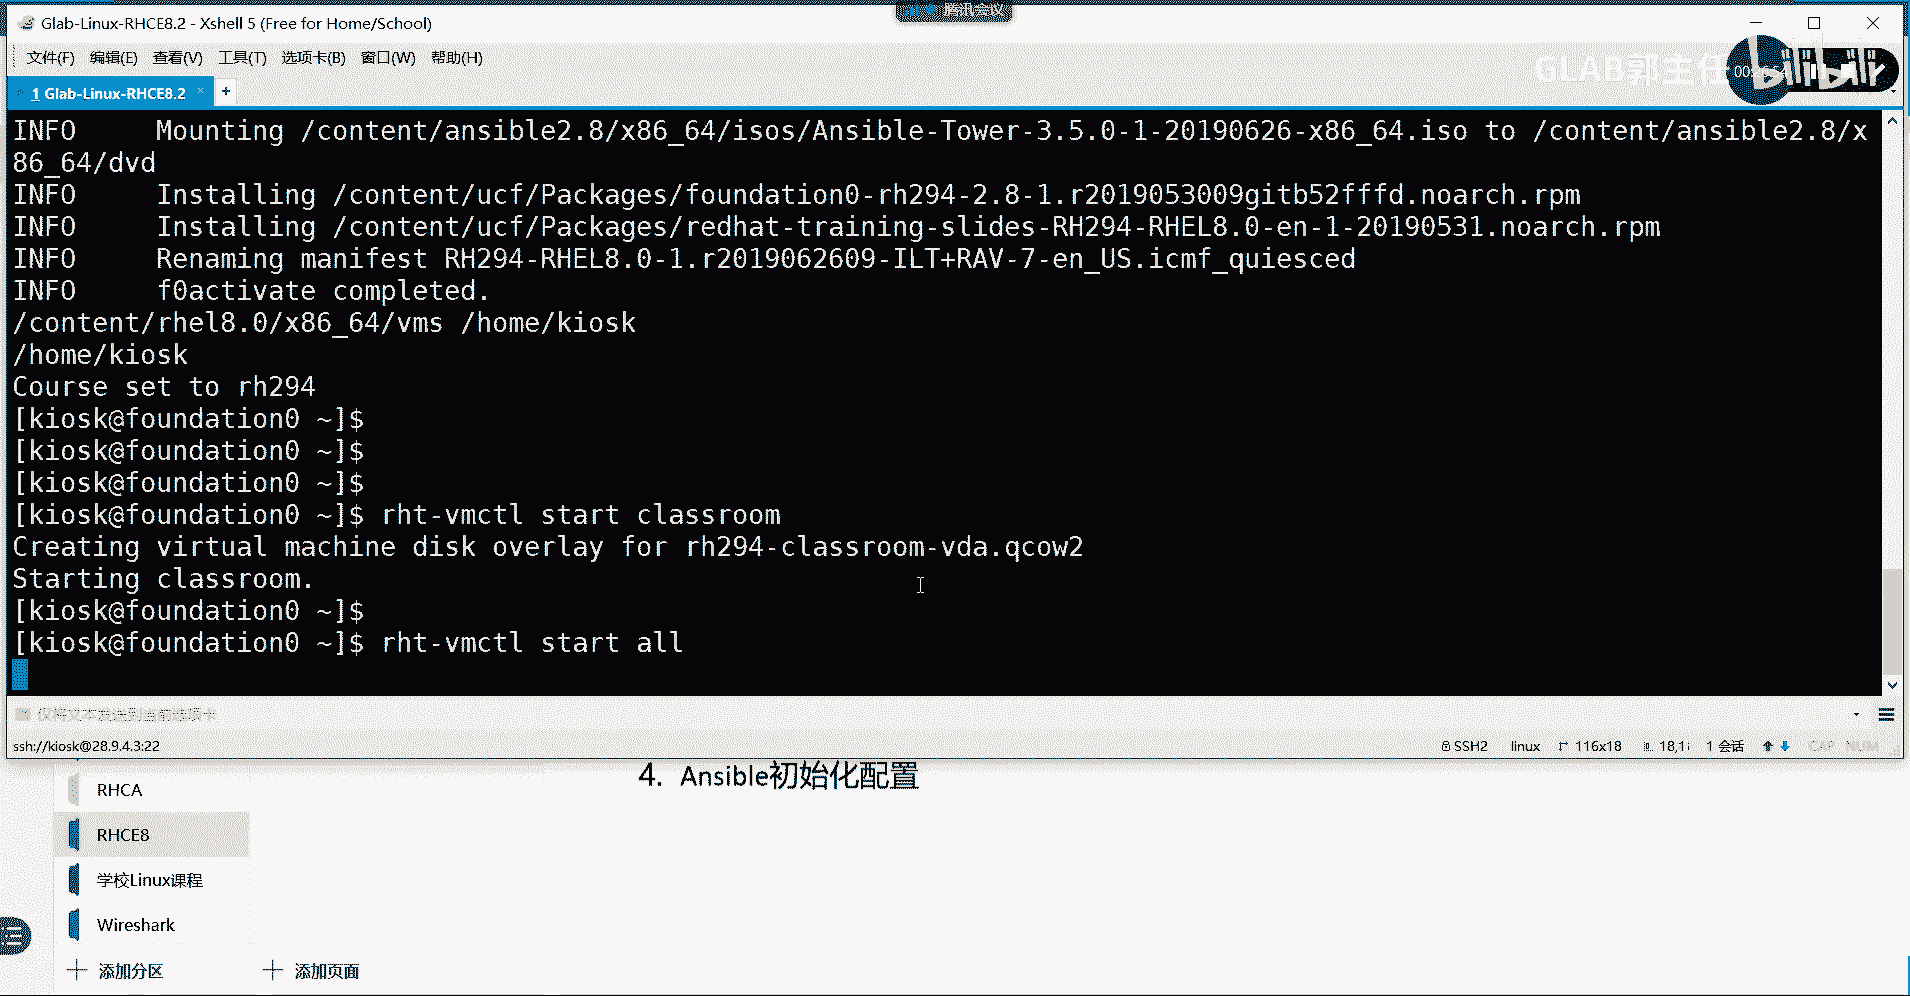 腾讯会议
Glab-Linux-RHCE8.2 - Xshell 5 (Free for Home/School)
文件(F) 编辑(E) 查看(V) 工具(T) 选项卡(B) 窗口(W) 帮助(H)
GLAB郭主任
bilibili
1 Glab-Linux-RHCE8.2 × +
INFO Mounting /content/ansible2.8/x86_64/isos/Ansible-Tower-3.5.0-1-20190626-x86_64.iso to /content/ansible2.8/x
86_64/dvd
INFO Installing /content/ucf/Packages/foundation0-rh294-2.8-1.r2019053009gitb52fffd.noarch.rpm
INFO Installing /content/ucf/Packages/redhat-training-slides-RH294-RHEL8.0-en-1-20190531.noarch.rpm
INFO Renaming manifest RH294-RHEL8.0-1.r2019062609-ILT+RAV-7-en_US.icmf_quiesced
INFO f0activate completed.
/content/rhel8.0/x86_64/vms /home/kiosk
/home/kiosk
Course set to rh294
[kiosk@foundation0 ~]$
[kiosk@foundation0 ~]$
[kiosk@foundation0 ~]$
[kiosk@foundation0 ~]$ rht-vmctl start classroom
Creating virtual machine disk overlay for rh294-classroom-vda.qcow2
Starting classroom.
[kiosk@foundation0 ~]$
[kiosk@foundation0 ~]$ rht-vmctl start all
仅将文本发送到当前选项卡
ssh://kiosk@28.9.4.3:22 SSH2 linux 116x18 18,1 1 会话 CAP NUM
4. Ansible初始化配置
RHCA
RHCE8
学校Linux课程
Wireshark
添加分区 添加页面